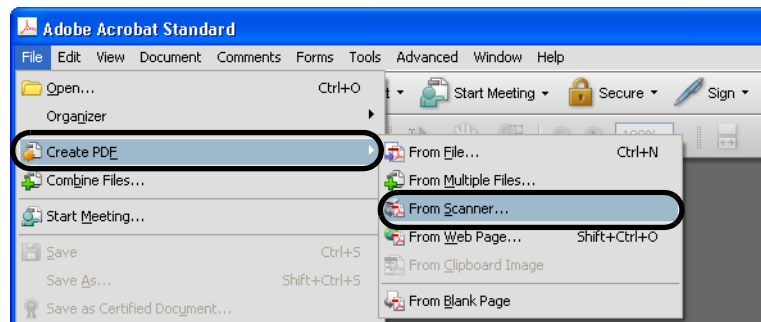 Adobe Acrobat Standard
File Edit View Document Comments Forms Tools Advanced Window Help
Open... Ctrl+O
Start Meeting Secure Sign
Organizer
100%
Create PDF
From File... Ctrl+N
Combine Files...
From Multiple Files...
Start Meeting...
From Scanner...
Save Ctrl+S
From Web Page... Shift+Ctrl+O
Save As... Shift+Ctrl+S
From Clipboard Image
Save as Certified Document...
From Blank Page